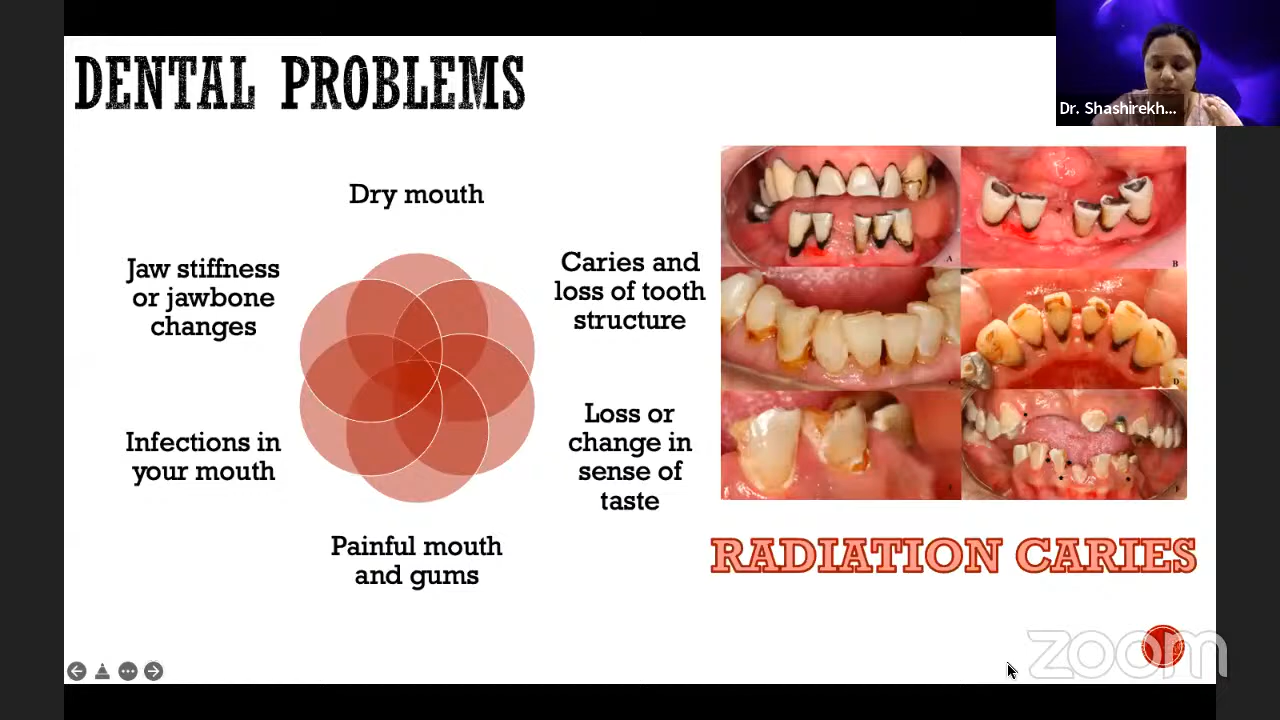 DENTAL PROBLEMS
Dr. Shashirekh...
Dry mouth
Jaw stiffness
or jawbone
changes
Caries and
loss of tooth
structure
Infections in
your mouth
Loss or
change in
sense of
taste
Painful mouth
and gums
A
B
D
RADIATION CARIES
zoom